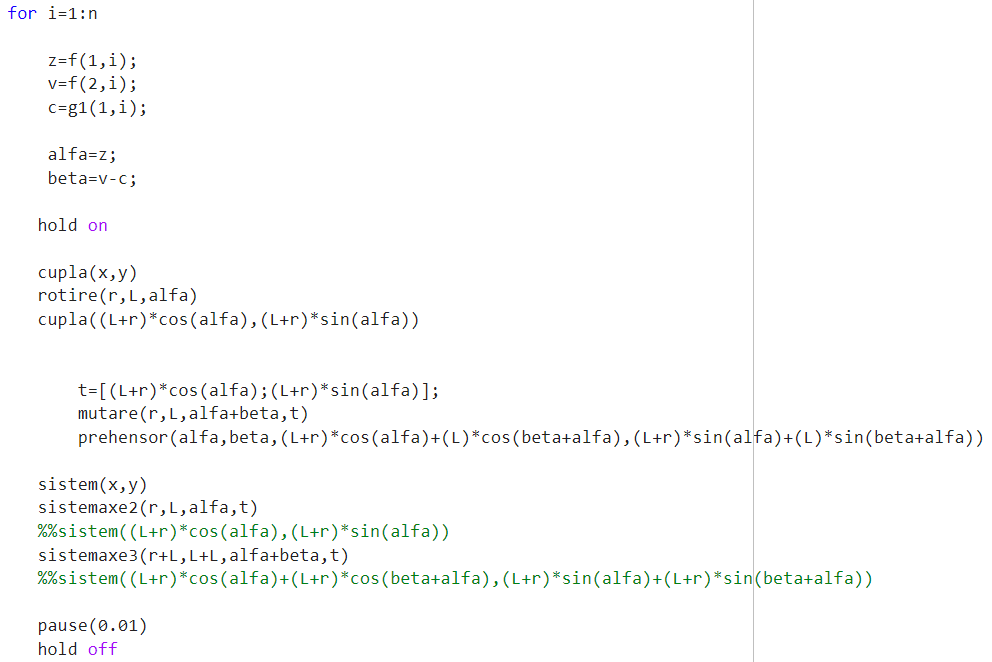 for i=1:n
z=f(1,i);
v=f(2,i);
c=g1(1,i);
alfa=z;
beta=v-c;
hold on
cupla(x,y)
rotire(r,L,alfa)
cupla((L+r)*cos(alfa),(L+r)*sin(alfa))
t=[(L+r)*cos(alfa);(L+r)*sin(alfa)];
mutare(r,L,alfa+beta,t)
prehensor(alfa,beta,(L+r)*cos(alfa)+(L)*cos(beta+alfa),(L+r)*sin(alfa)+(L)*sin(beta+alfa))
sistem(x,y)
sistemaxe2(r,L,alfa,t)
%%sistem((L+r)*cos(alfa),(L+r)*sin(alfa))
sistemaxe3(r+L,L+L,alfa+beta,t)
%%sistem((L+r)*cos(alfa)+(L+r)*cos(beta+alfa),(L+r)*sin(alfa)+(L+r)*sin(beta+alfa))
pause(0.01)
hold off